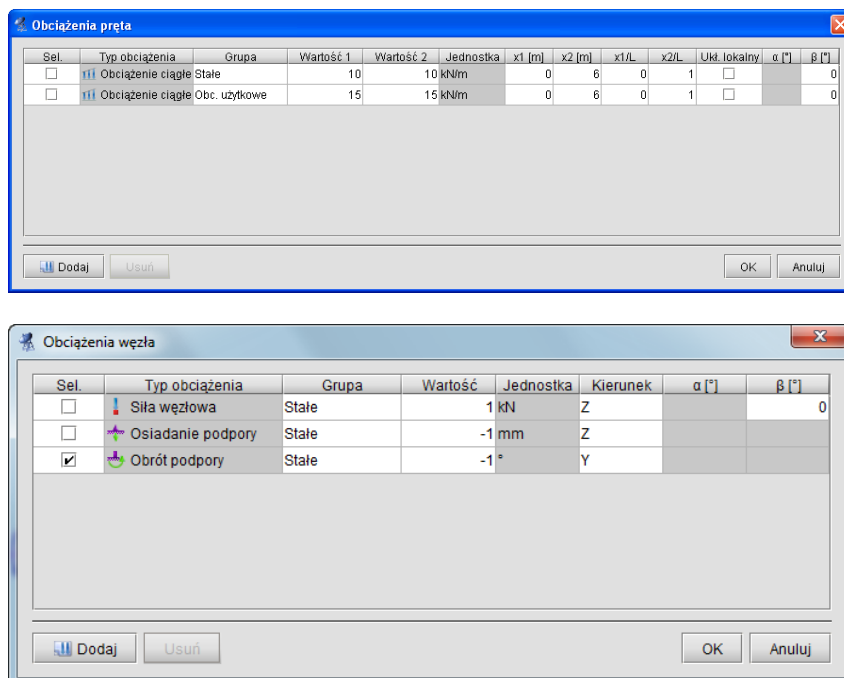 Obciążenia pręta
Sel. Typ obciążenia Grupa Wartość 1 Wartość 2 Jednostka x1 [m] x2 [m] x1/L x2/L Ukł. lokalny α [°] β [°]
Obciążenie ciągłe Stałe 10 10 kN/m 0 6 0 1 0
Obciążenie ciągłe Obc. użytkowe 15 15 kN/m 0 6 0 1 0
Dodaj Usuń OK Anuluj
Obciążenia węzła
Sel. Typ obciążenia Grupa Wartość Jednostka Kierunek α [°] β [°]
Siła węzłowa Stałe 1 kN Z 0
Osiadanie podpory Stałe -1 mm Z
Obrót podpory Stałe -1 ° Y
Dodaj Usuń OK Anuluj